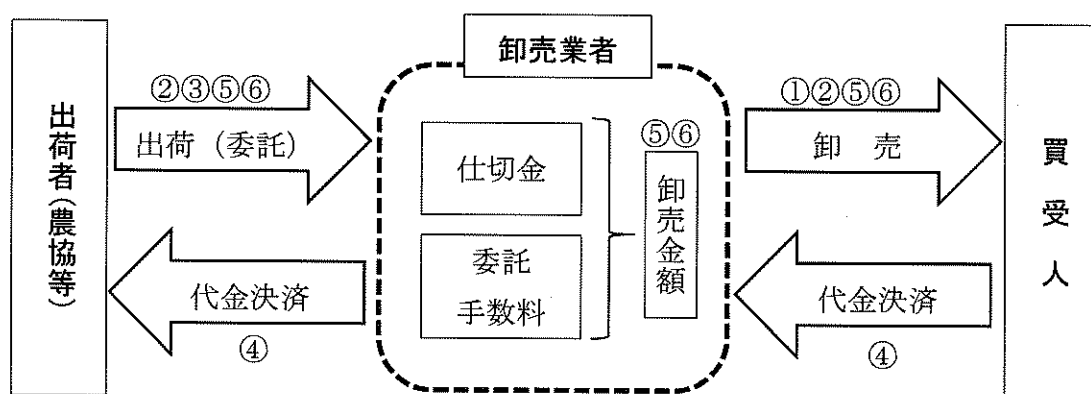 卸売業者
出荷者(農協等)
②③⑤⑥
出荷（委託）
代金決済
④
仕切金
委託
手数料
⑤⑥
卸売金額
①②⑤⑥
卸　売
代金決済
④
買受人